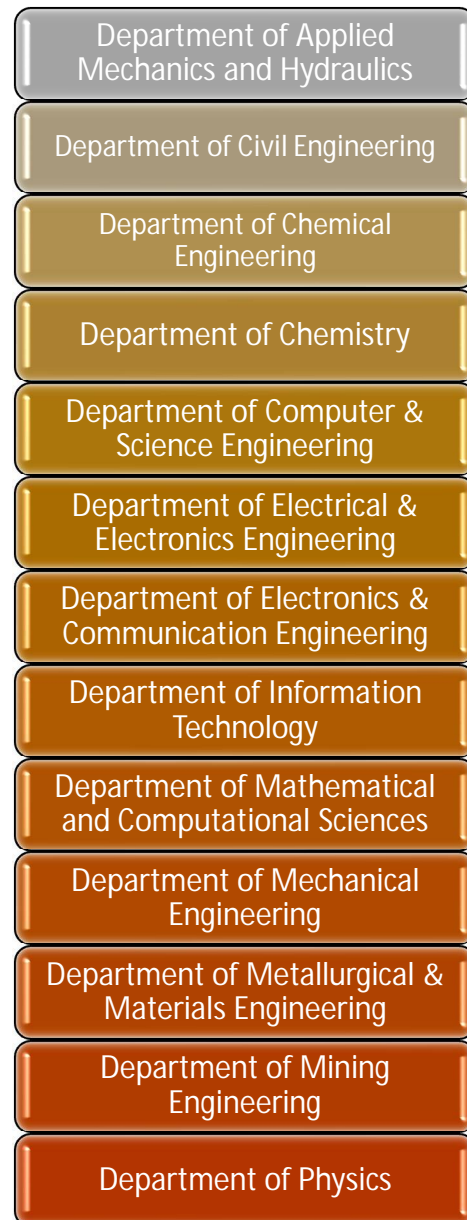 Department of Applied
Mechanics and Hydraulics
Department of Civil Engineering
Department of Chemical
Engineering
Department of Chemistry
Department of Computer &
Science Engineering
Department of Electrical &
Electronics Engineering
Department of Electronics &
Communication Engineering
Department of Information
Technology
Department of Mathematical
and Computational Sciences
Department of Mechanical
Engineering
Department of Metallurgical &
Materials Engineering
Department of Mining
Engineering
Department of Physics